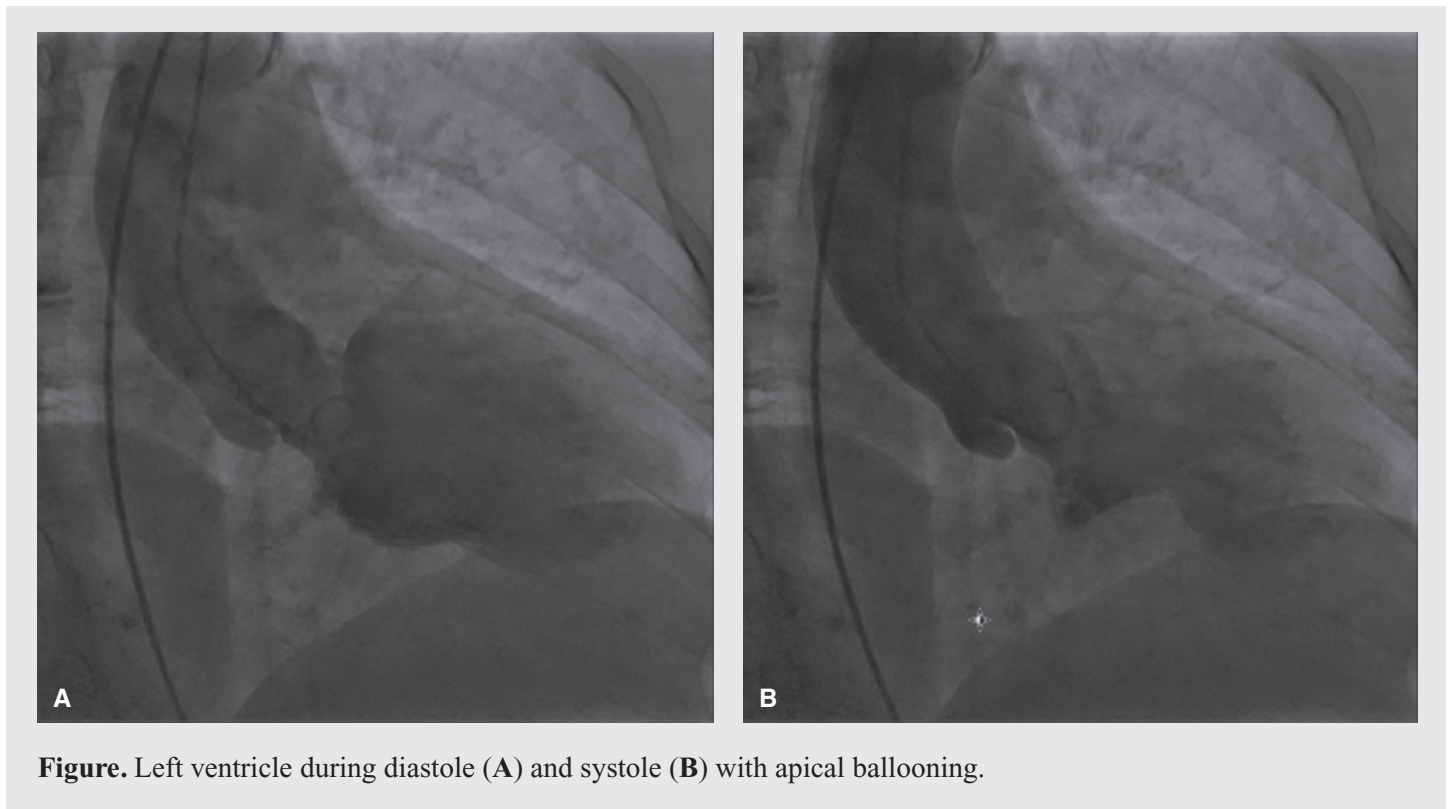 A
B
Figure. Left ventricle during diastole (A) and systole (B) with apical ballooning.